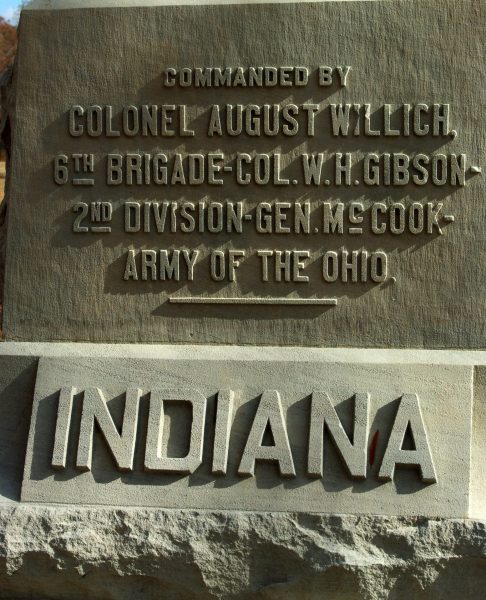 COMMANDED BY
COLONEL AUGUST WILLICH,
6TH BRIGADE-COL. W. H. GIBSON-
2ND DIVISION-GEN. MCCOOK-
ARMY OF THE OHIO,
INDIANA